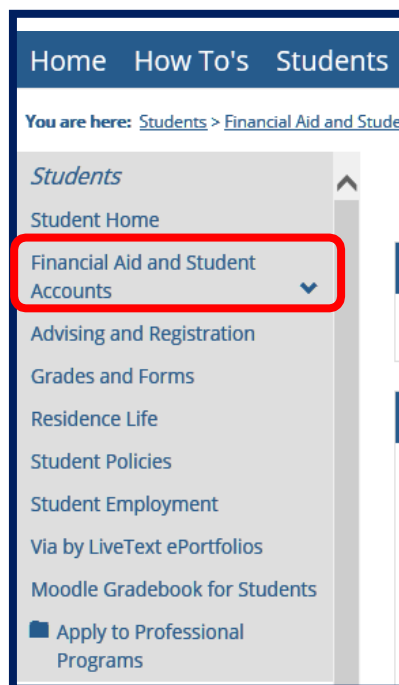 Home How To's Students
You are here: Students > Financial Aid and Stude
Students
Student Home
Financial Aid and Student
Accounts
Advising and Registration
Grades and Forms
Residence Life
Student Policies
Student Employment
Via by LiveText ePortfolios
Moodle Gradebook for Students
Apply to Professional
Programs